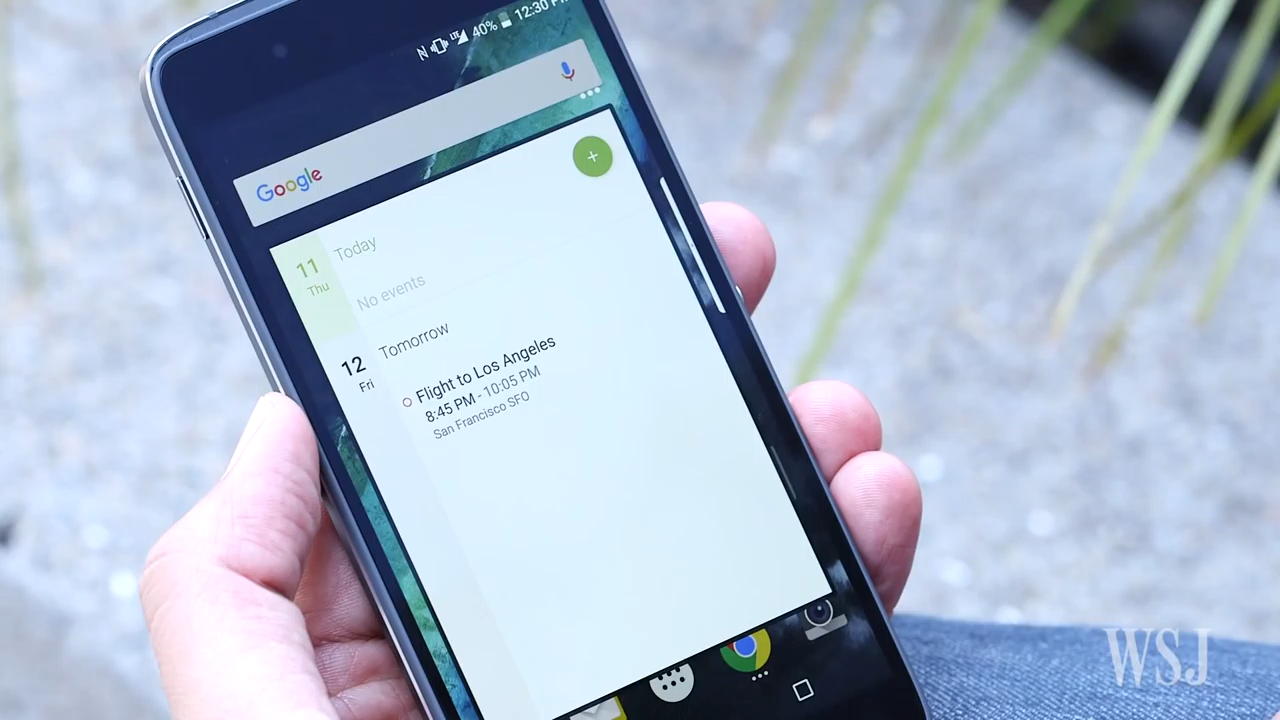 LTE 40% 12:30 P
Google
11 Today
Thu
No events
12 Tomorrow
Fri
Flight to Los Angeles
8:45 PM - 10:05 PM
San Francisco SFO
WSJ